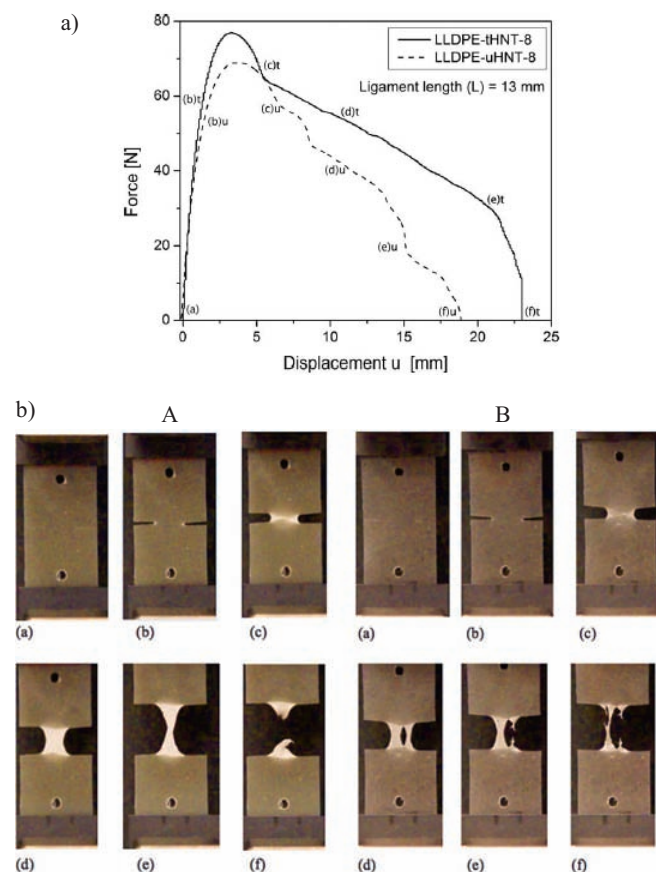 a)
80
60
40
20
0
Force [N]
LLDPE-tHNT-8
LLDPE-uHNT-8
Ligament length (L) = 13 mm
(c)t
(b)t
(b)u
(c)u
(d)t
(d)u
(e)t
(e)u
(a)
(f)u
(f)t
0 5 10 15 20 25
Displacement u [mm]
b) A B
(a) (b) (c) (a) (b) (c)
(d) (e) (f) (d) (e) (f)